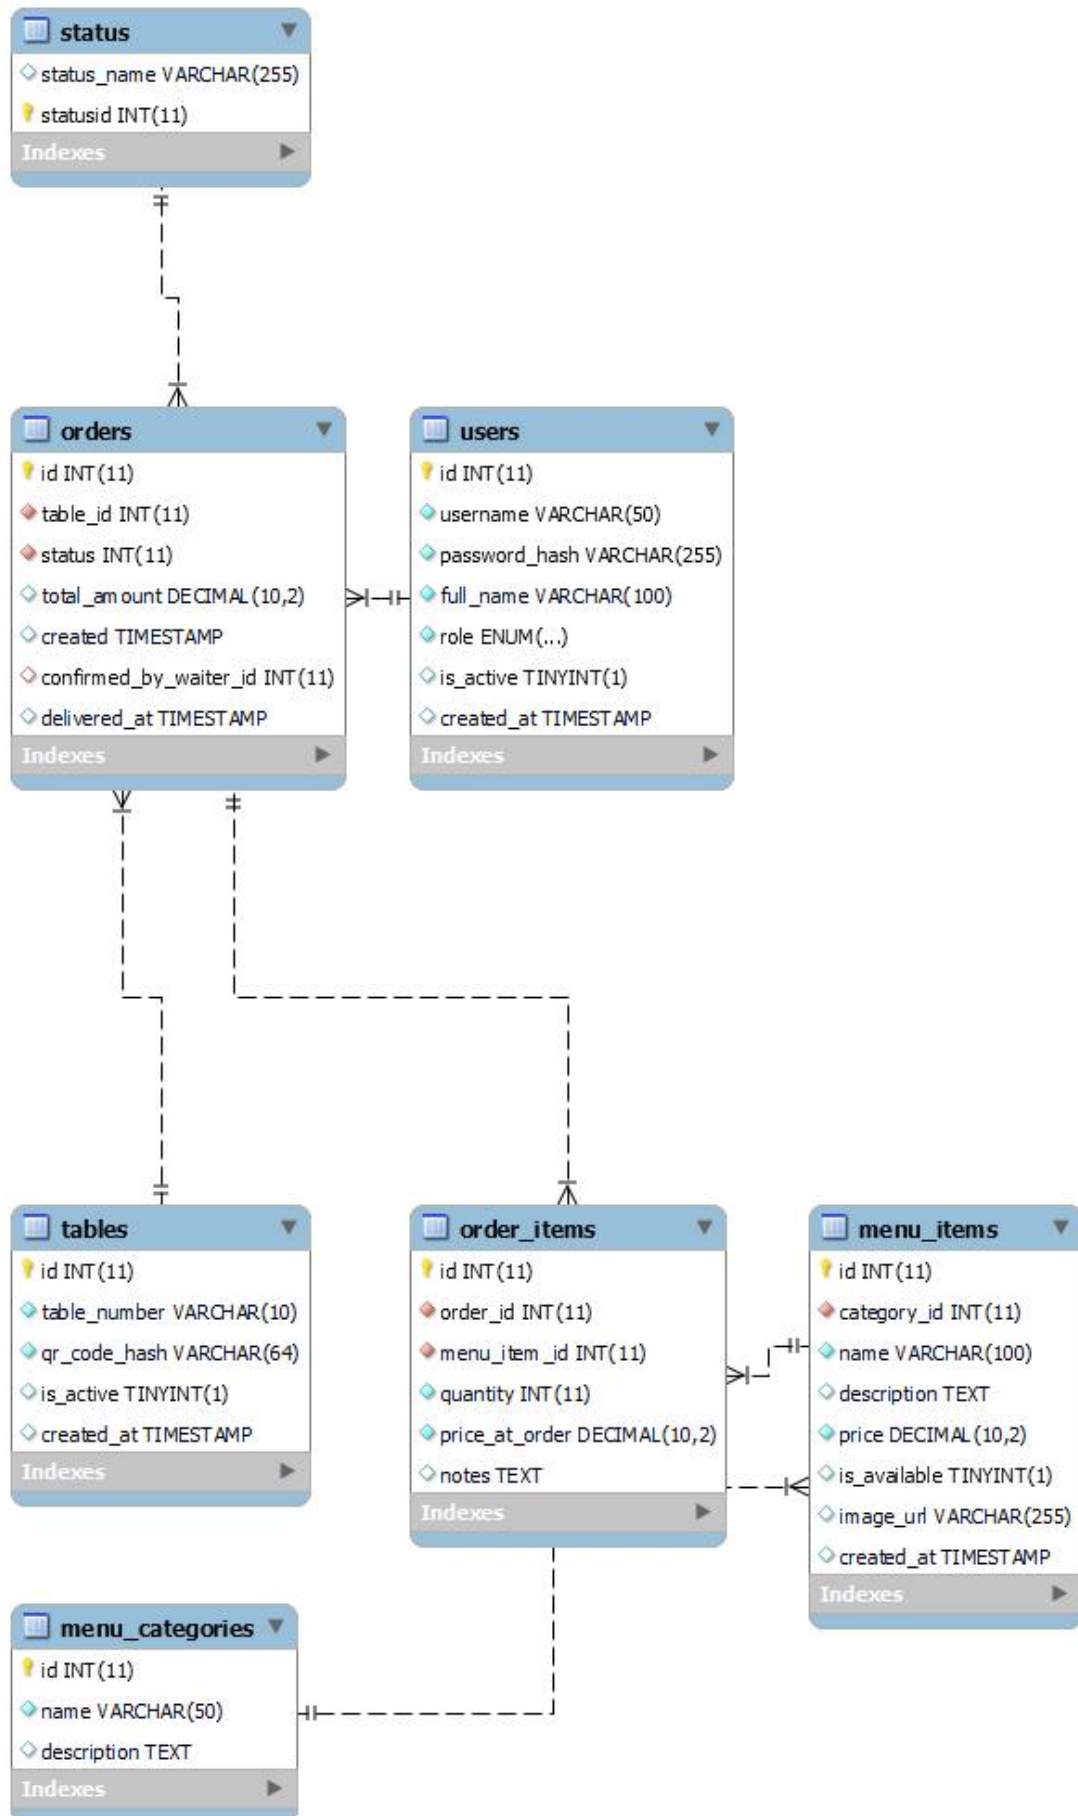 status
status_name VARCHAR(255)
statusid INT(11)
Indexes
orders
id INT(11)
table_id INT(11)
status INT(11)
total_amount DECIMAL(10,2)
created TIMESTAMP
confirmed_by_waiter_id INT(11)
delivered_at TIMESTAMP
Indexes
users
id INT(11)
username VARCHAR(50)
password_hash VARCHAR(255)
full_name VARCHAR(100)
role ENUM(...)
is_active TINYINT(1)
created_at TIMESTAMP
Indexes
tables
id INT(11)
table_number VARCHAR(10)
qr_code_hash VARCHAR(64)
is_active TINYINT(1)
created_at TIMESTAMP
Indexes
order_items
id INT(11)
order_id INT(11)
menu_item_id INT(11)
quantity INT(11)
price_at_order DECIMAL(10,2)
notes TEXT
Indexes
menu_items
id INT(11)
category_id INT(11)
name VARCHAR(100)
description TEXT
price DECIMAL(10,2)
is_available TINYINT(1)
image_url VARCHAR(255)
created_at TIMESTAMP
Indexes
menu_categories
id INT(11)
name VARCHAR(50)
description TEXT
Indexes